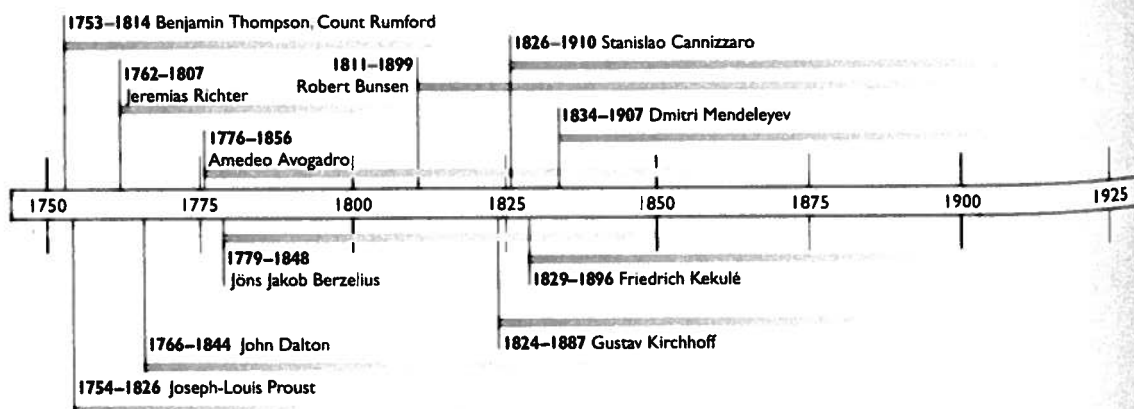 1753–1814 Benjamin Thompson, Count Rumford
1826–1910 Stanislao Cannizzaro
1762–1807
Jeremias Richter
1811–1899
Robert Bunsen
1834–1907 Dmitri Mendeleyev
1776–1856
Amedeo Avogadro
1750 1775 1800 1825 1850 1875 1900 1925
1779–1848
Jöns Jakob Berzelius
1829–1896 Friedrich Kekulé
1824–1887 Gustav Kirchhoff
1766–1844 John Dalton
1754–1826 Joseph-Louis Proust